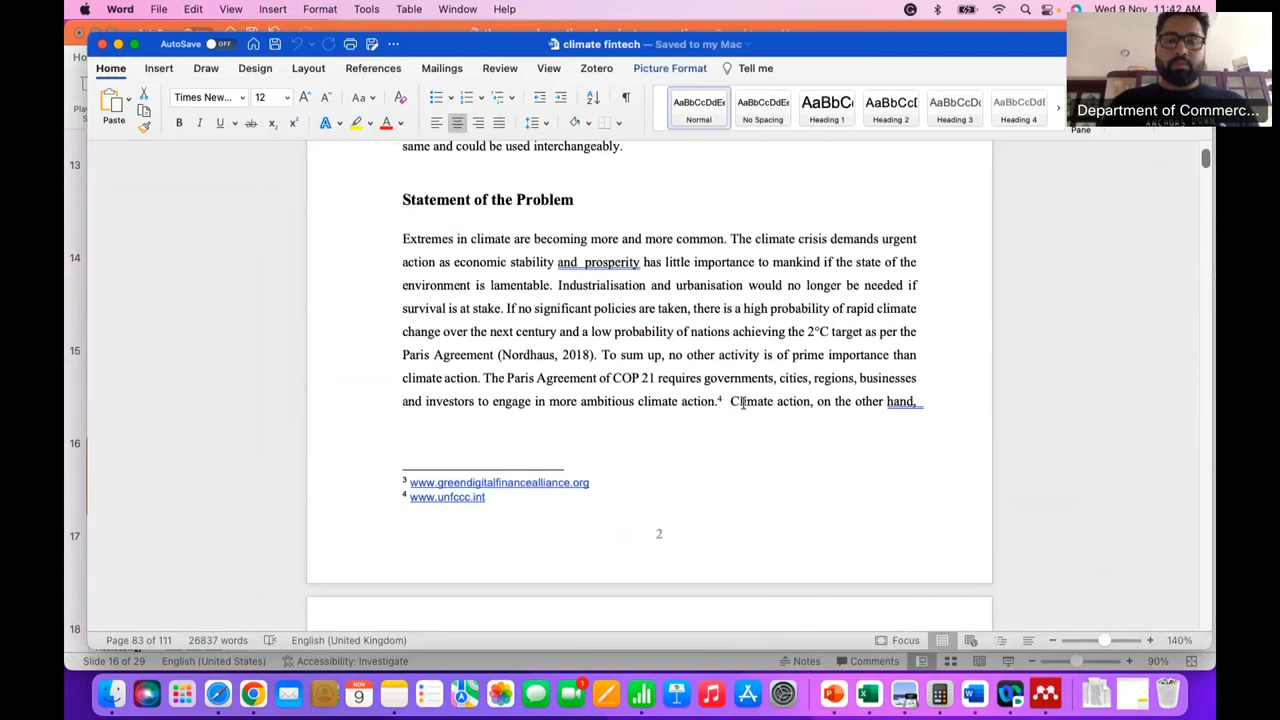 Word File Edit View Insert Format Tools Table Window Help Wed 9 Nov 11:42 AM
AutoSave OFF climate fintech — Saved to my Mac
Home Insert Draw Design Layout References Mailings Review View Zotero Picture Format Tell me
Paste Times New... 12 Aa AaBbCcDdEe AaBbCcDdEe AaBbC AaBbCcD AaBbCcDdEe AaBbCcDdEe
Normal No Spacing Heading 1 Heading 2 Heading 3 Heading 4 Pane
Department of Commerc...
same and could be used interchangeably.
Statement of the Problem
Extremes in climate are becoming more and more common. The climate crisis demands urgent
action as economic stability and prosperity has little importance to mankind if the state of the
environment is lamentable. Industrialisation and urbanisation would no longer be needed if
survival is at stake. If no significant policies are taken, there is a high probability of rapid climate
change over the next century and a low probability of nations achieving the 2°C target as per the
Paris Agreement (Nordhaus, 2018). To sum up, no other activity is of prime importance than
climate action. The Paris Agreement of COP 21 requires governments, cities, regions, businesses
and investors to engage in more ambitious climate action.⁴ Climate action, on the other hand,
³ www.greendigitalfinancealliance.org
⁴ www.unfccc.int
2
13
14
15
16
17
18
Page 83 of 111 26837 words English (United Kingdom) Focus 140%
Slide 16 of 29 English (United States) Accessibility: Investigate Notes Comments 90%
NOV
9
1